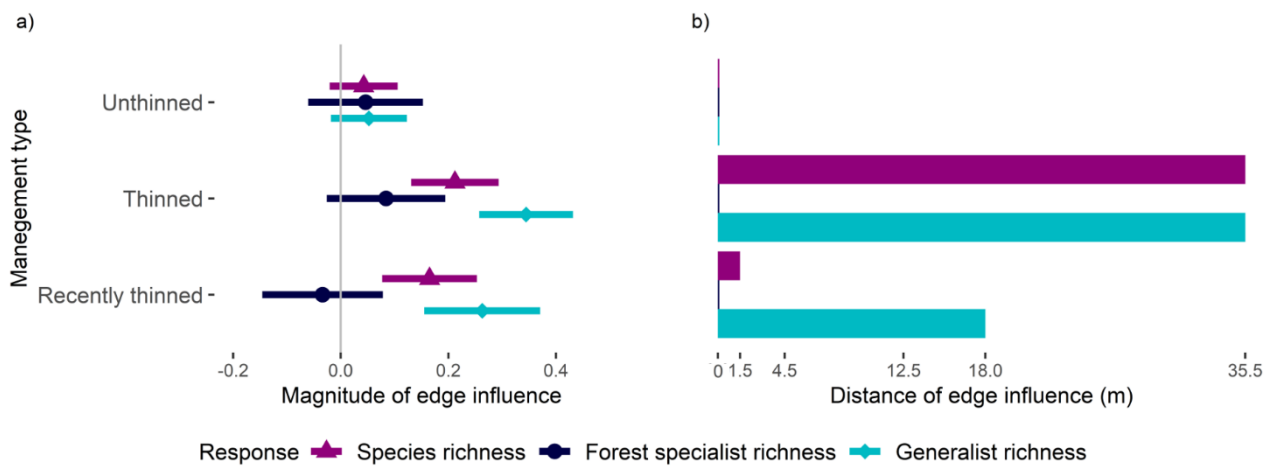 a)
b)
Manegement type
Unthinned
Thinned
Recently thinned
-0.2 0.0 0.2 0.4
Magnitude of edge influence
0 1.5 4.5 12.5 18.0 35.5
Distance of edge influence (m)
Response Species richness Forest specialist richness Generalist richness